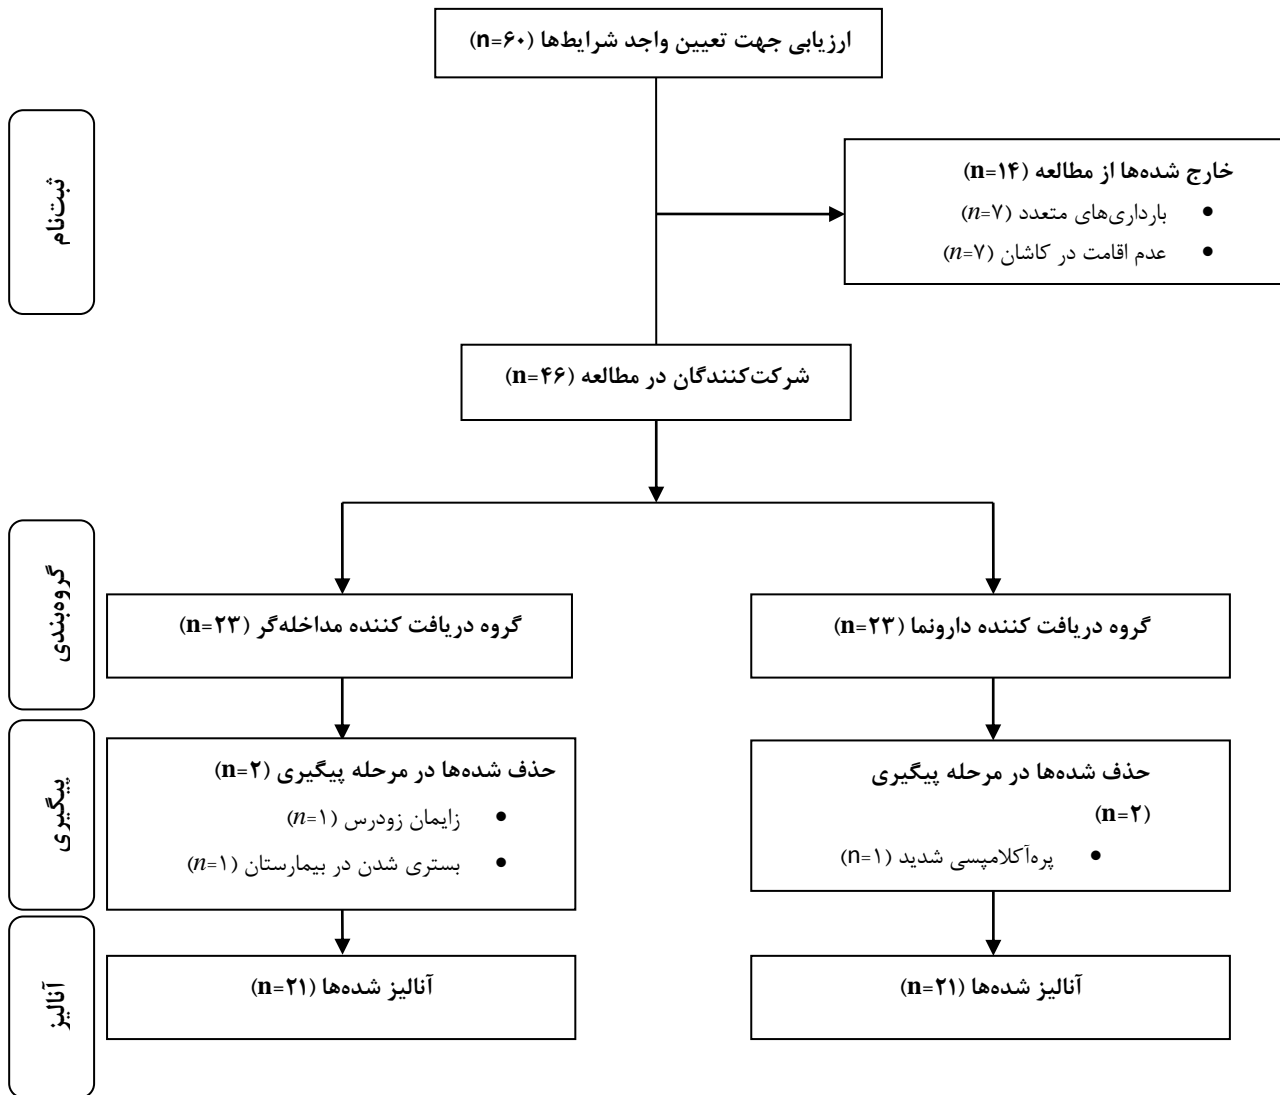 ارزیابی جهت تعیین واجد شرایط‌ها (n=۶۰)
ثبت‌نام
خارج شده‌ها از مطالعه (n=۱۴)
• بارداری‌های متعدد (n=۷)
• عدم اقامت در کاشان (n=۷)
شرکت‌کنندگان در مطالعه (n=۴۶)
گروه‌بندی
گروه دریافت کننده دارونما (n=۲۳)
گروه دریافت کننده مداخله‌گر (n=۲۳)
پیگیری
حذف شده‌ها در مرحله پیگیری
(n=۲)
• پره‌آکلامپسی شدید (n=۱)
حذف شده‌ها در مرحله پیگیری (n=۲)
• زایمان زودرس (n=۱)
• بستری شدن در بیمارستان (n=۱)
آنالیز
آنالیز شده‌ها (n=۲۱)
آنالیز شده‌ها (n=۲۱)